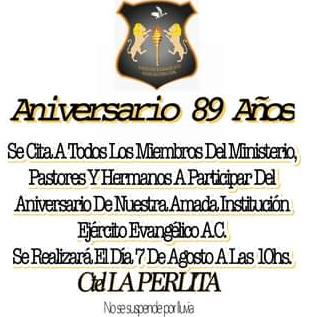 Aniversario 89 Años
Se Cita A Todos Los Miembros Del Ministerio,
Pastores Y Hermanos A Participar Del
Aniversario De Nuestra Amada Institución
Ejército Evangélico A.C.
Se Realizará El Día 7 De Agosto A Las 10hs.
Ctel LA PERLITA
No se suspende por lluvia